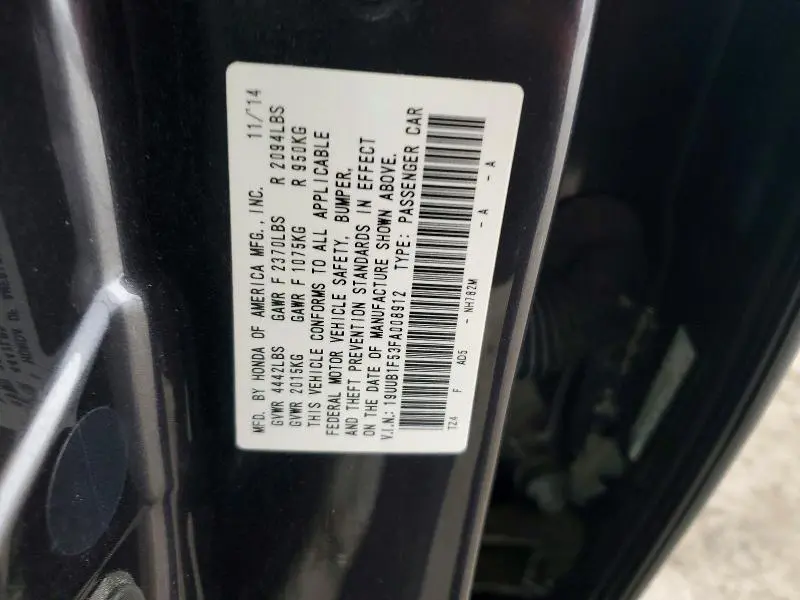 MFD. BY HONDA OF AMERICA MFG., INC. 11/'14
GVWR 4442LBS GAWR F 2370LBS R 2094LBS
GVWR 2015KG GAWR F 1075KG R 950KG
THIS VEHICLE CONFORMS TO ALL APPLICABLE
FEDERAL MOTOR VEHICLE SAFETY, BUMPER,
AND THEFT PREVENTION STANDARDS IN EFFECT
ON THE DATE OF MANUFACTURE SHOWN ABOVE.
V.I.N.: 19UUB1F53FA008912 TYPE: PASSENGER CAR
TZ4 F AD5 - NH782M - A - A